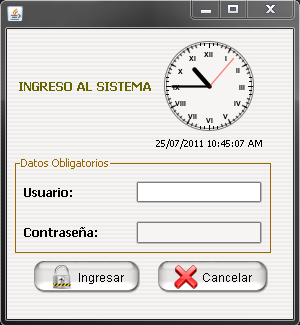 INGRESO AL SISTEMA
XII
I
II
III
IV
V
VI
VII
VIII
IX
X
XI
25/07/2011 10:45:07 AM
Datos Obligatorios
Usuario:
Contraseña:
Ingresar
Cancelar